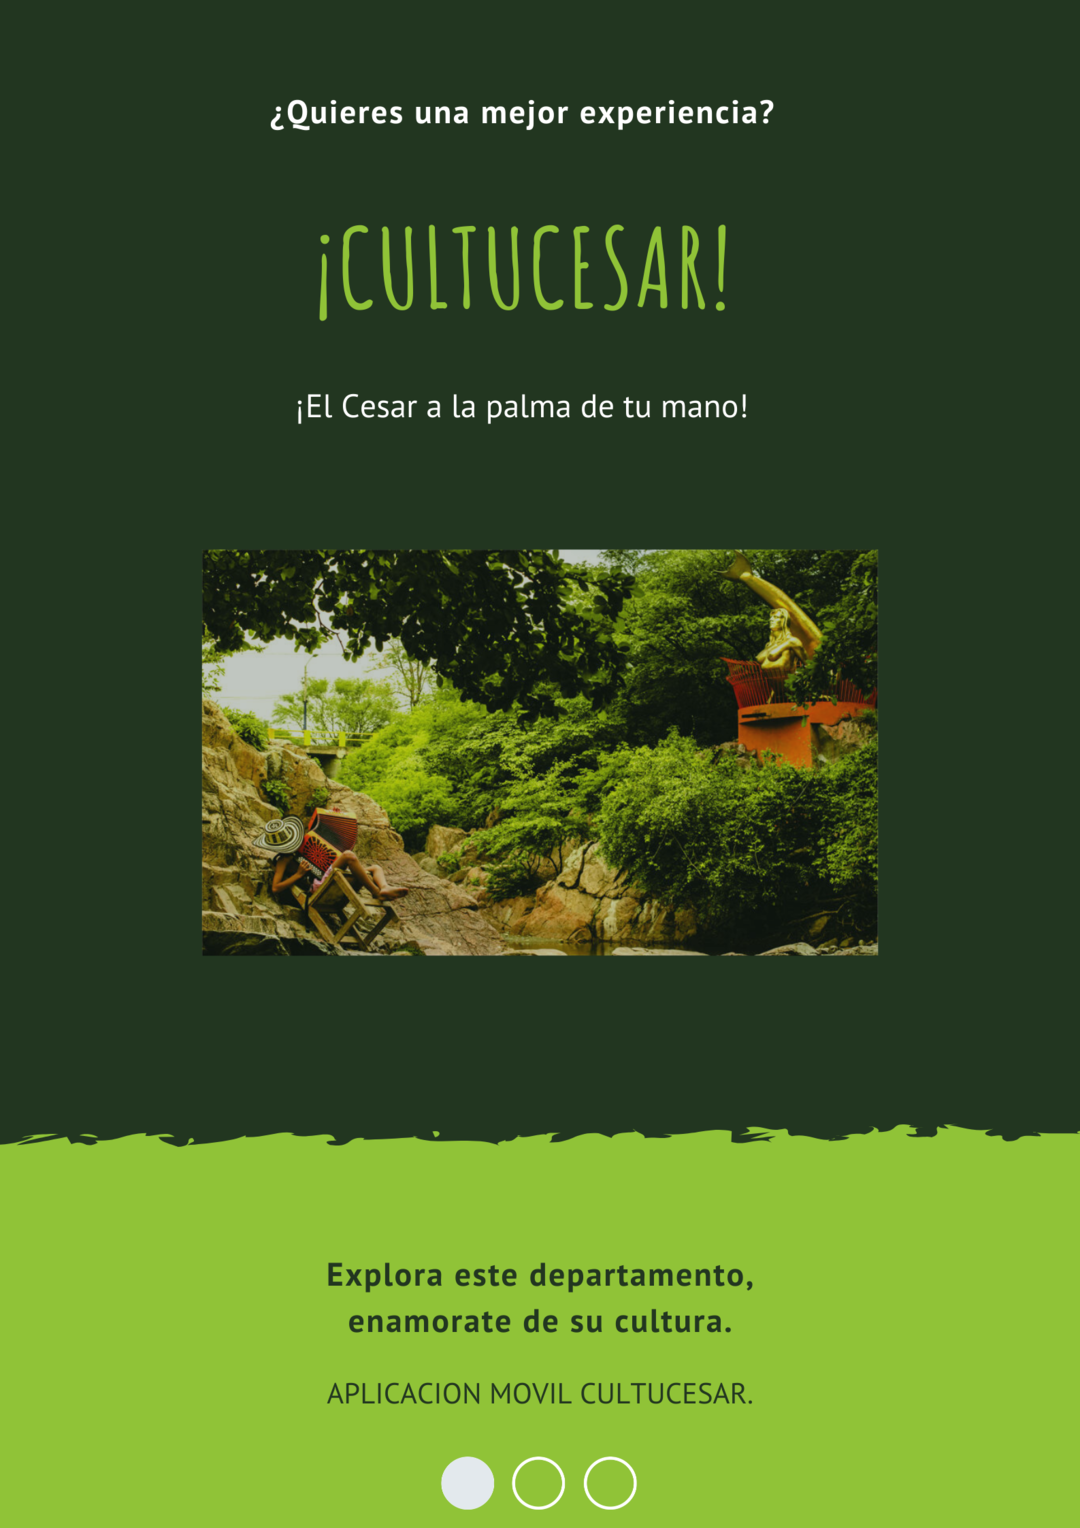 ¿Quieres una mejor experiencia?
¡CULTUCESAR!
¡El Cesar a la palma de tu mano!
Explora este departamento,
enamorate de su cultura.
APLICACION MOVIL CULTUCESAR.